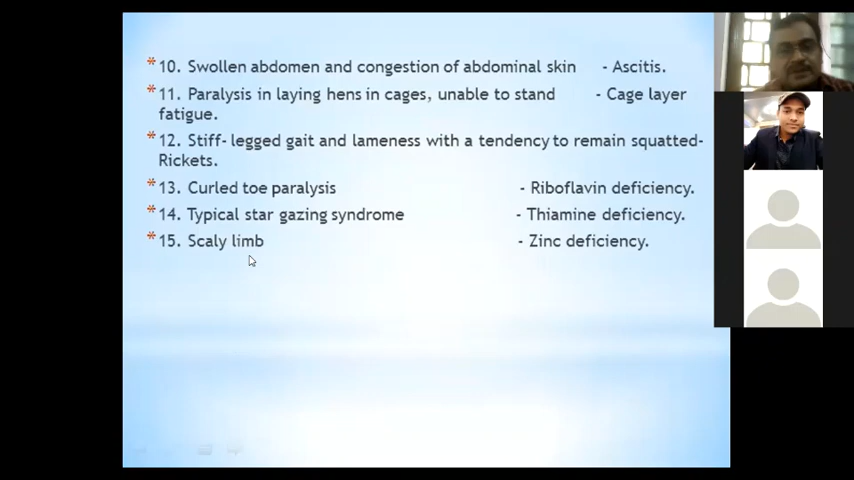 * 10. Swollen abdomen and congestion of abdominal skin - Ascitis.
* 11. Paralysis in laying hens in cages, unable to stand - Cage layer
fatigue.
* 12. Stiff- legged gait and lameness with a tendency to remain squatted-
Rickets.
* 13. Curled toe paralysis - Riboflavin deficiency.
* 14. Typical star gazing syndrome - Thiamine deficiency.
* 15. Scaly limb - Zinc deficiency.